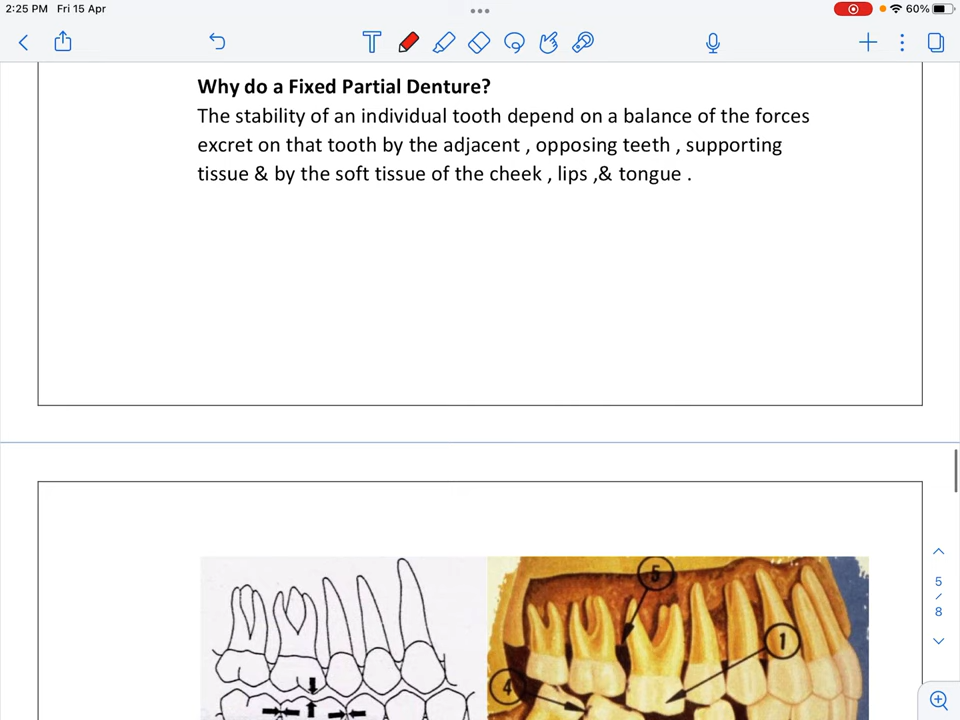 2:25 PM Fri 15 Apr
60%
T
Why do a Fixed Partial Denture?
The stability of an individual tooth depend on a balance of the forces
excret on that tooth by the adjacent , opposing teeth , supporting
tissue & by the soft tissue of the cheek , lips ,& tongue .
5
/
8
5
1
4